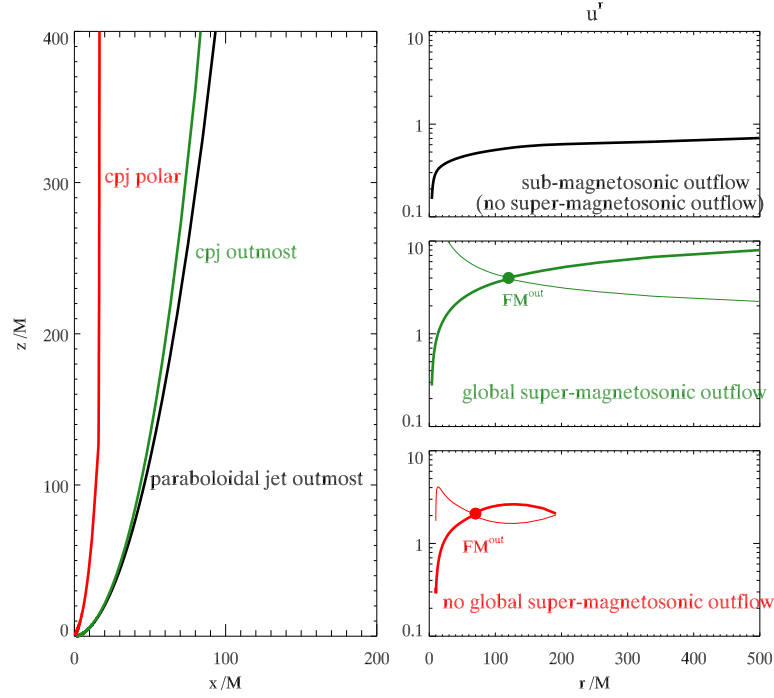 u^r
400
300
200
100
0
z/M
0
100
200
x/M
cpj polar
cpj outmost
paraboloidal jet outmost
10
1
0.1
sub-magnetosonic outflow
(no super-magnetosonic outflow)
10
1
0.1
FM^out
global super-magnetosonic outflow
10
1
0.1
FM^out
no global super-magnetosonic outflow
0
100
200
300
400
500
r/M